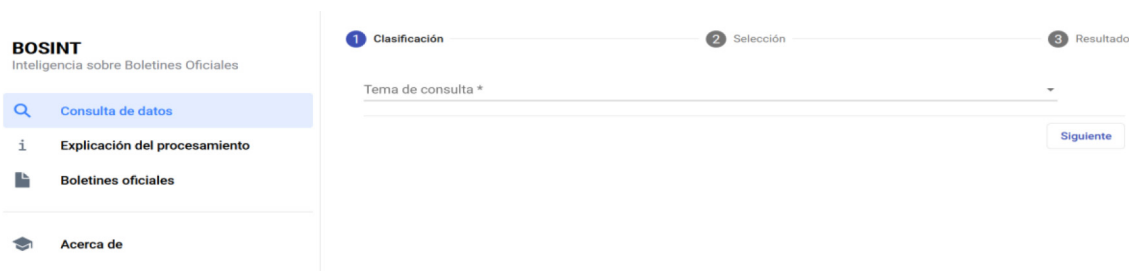 BOSINT
Inteligencia sobre Boletines Oficiales
Consulta de datos
i Explicación del procesamiento
Boletines oficiales
Acerca de
1 Clasificación 2 Selección 3 Resultado
Tema de consulta *
Siguiente